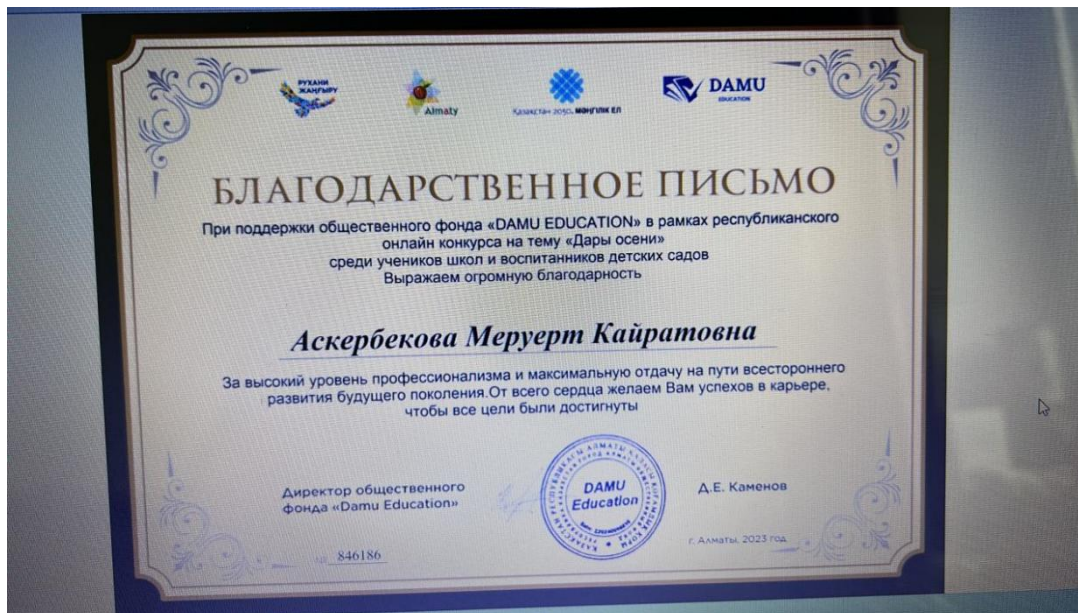 РУХАНИ
ЖАҢҒЫРУ
Almaty
Қазақстан 2050. МӘҢГІЛІК ЕЛ
DAMU
EDUCATION
БЛАГОДАРСТВЕННОЕ ПИСЬМО
При поддержки общественного фонда «DAMU EDUCATION» в рамках республиканского
онлайн конкурса на тему «Дары осени»
среди учеников школ и воспитанников детских садов
Выражаем огромную благодарность
Аскербекова Меруерт Кайратовна
За высокий уровень профессионализма и максимальную отдачу на пути всестороннего
развития будущего поколения.От всего сердца желаем Вам успехов в карьере,
чтобы все цели были достигнуты
Директор общественного
фонда «Damu Education»
DAMU
Education
Д.Е. Каменов
г. Алматы, 2023 год
846186